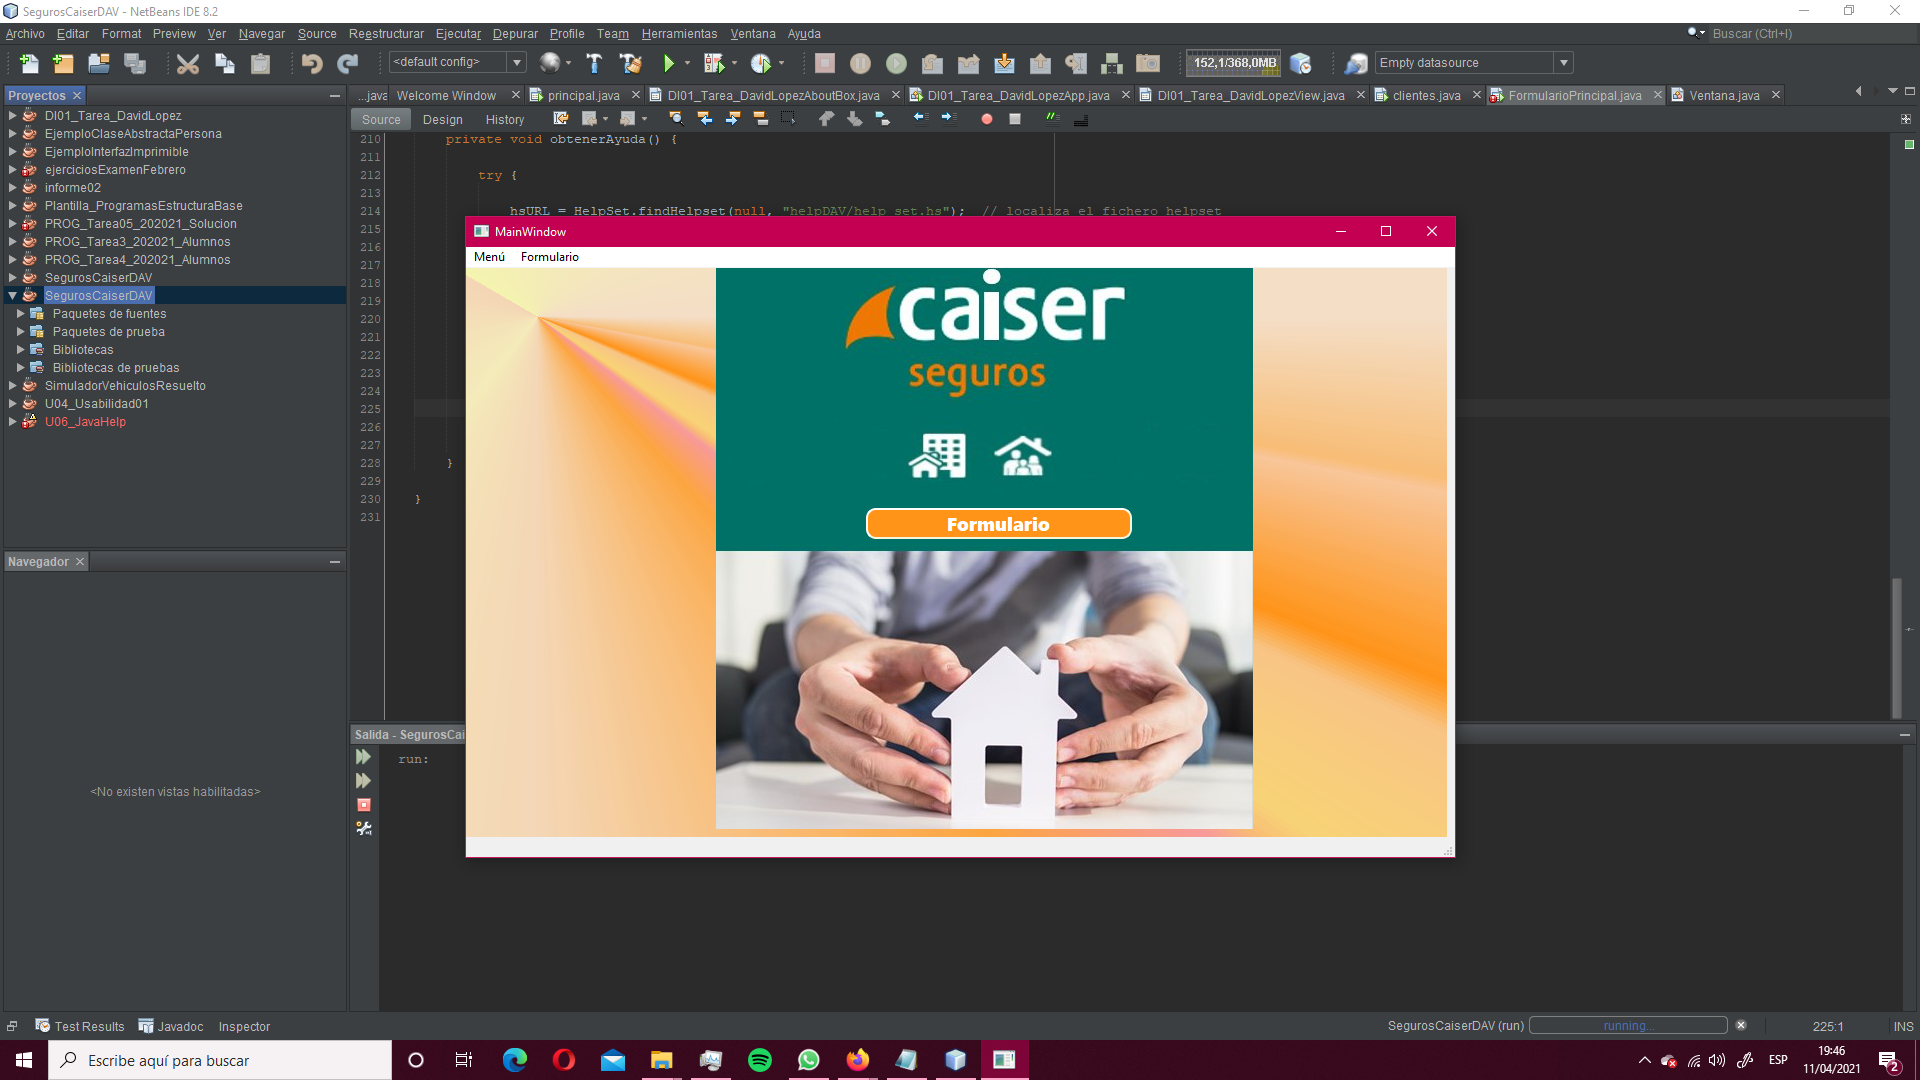 SegurosCaiserDAV - NetBeans IDE 8.2
Archivo Editar Format Preview Ver Navegar Source Reestructurar Ejecutar Depurar Profile Team Herramientas Ventana Ayuda
Buscar (Ctrl+I)
<default config>
152,1/368,0MB
Empty datasource
Proyectos
...java Welcome Window principal.java DI01_Tarea_DavidLopezAboutBox.java DI01_Tarea_DavidLopezApp.java DI01_Tarea_DavidLopezView.java clientes.java FormularioPrincipal.java Ventana.java
Source Design History
DI01_Tarea_DavidLopez
EjemploClaseAbstractaPersona
EjemploInterfazImprimible
ejerciciosExamenFebrero
informe02
Plantilla_ProgramasEstructuraBase
PROG_Tarea05_202021_Solucion
PROG_Tarea3_202021_Alumnos
PROG_Tarea4_202021_Alumnos
SegurosCaiserDAV
SegurosCaiserDAV
Paquetes de fuentes
Paquetes de prueba
Bibliotecas
Bibliotecas de pruebas
SimuladorVehiculosResuelto
U04_Usabilidad01
U06_JavaHelp
210 private void obtenerAyuda() {
211
212 try {
213
214 hsURL = HelpSet.findHelpset(null, "helpDAV/help_set.hs"); // localiza el fichero helpset
215
216
217
218
219
220
221
222
223
224
225
226
227
228 }
229
230 }
231
MainWindow
Menú Formulario
caiser
seguros
Formulario
Navegador
<No existen vistas habilitadas>
Salida - SegurosCai
run:
Test Results Javadoc Inspector
SegurosCaiserDAV (run) running... 225:1 INS
Escribe aquí para buscar
ESP
19:46
11/04/2021
2